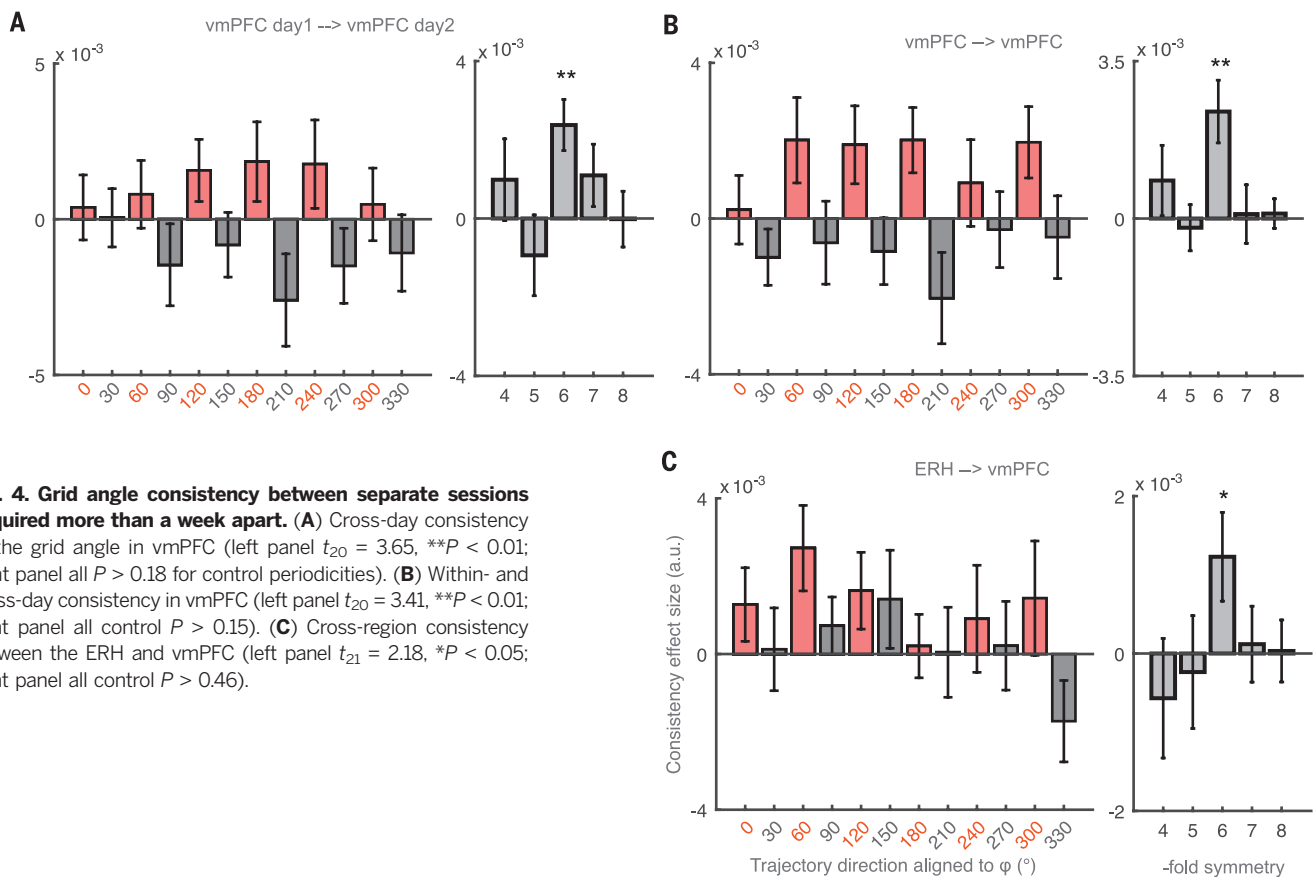 A
vmPFC day1 --> vmPFC day2
x 10⁻³
5
0
-5
0 30 60 90 120 150 180 210 240 270 300 330
x 10⁻³
4
**
0
-4
4 5 6 7 8
B
vmPFC –> vmPFC
x 10⁻³
4
0
-4
0 30 60 90 120 150 180 210 240 270 300 330
x 10⁻³
3.5
**
0
-3.5
4 5 6 7 8
. 4. Grid angle consistency between separate sessions
quired more than a week apart. (A) Cross-day consistency
the grid angle in vmPFC (left panel t₂₀ = 3.65, **P < 0.01;
nt panel all P > 0.18 for control periodicities). (B) Within- and
ss-day consistency in vmPFC (left panel t₂₀ = 3.41, **P < 0.01;
nt panel all control P > 0.15). (C) Cross-region consistency
ween the ERH and vmPFC (left panel t₂₁ = 2.18, *P < 0.05;
nt panel all control P > 0.46).
C
ERH –> vmPFC
Consistency effect size (a.u.)
x 10⁻³
4
0
-4
0 30 60 90 120 150 180 210 240 270 300 330
Trajectory direction aligned to φ (°)
x 10⁻³
2
*
0
-2
4 5 6 7 8
-fold symmetry